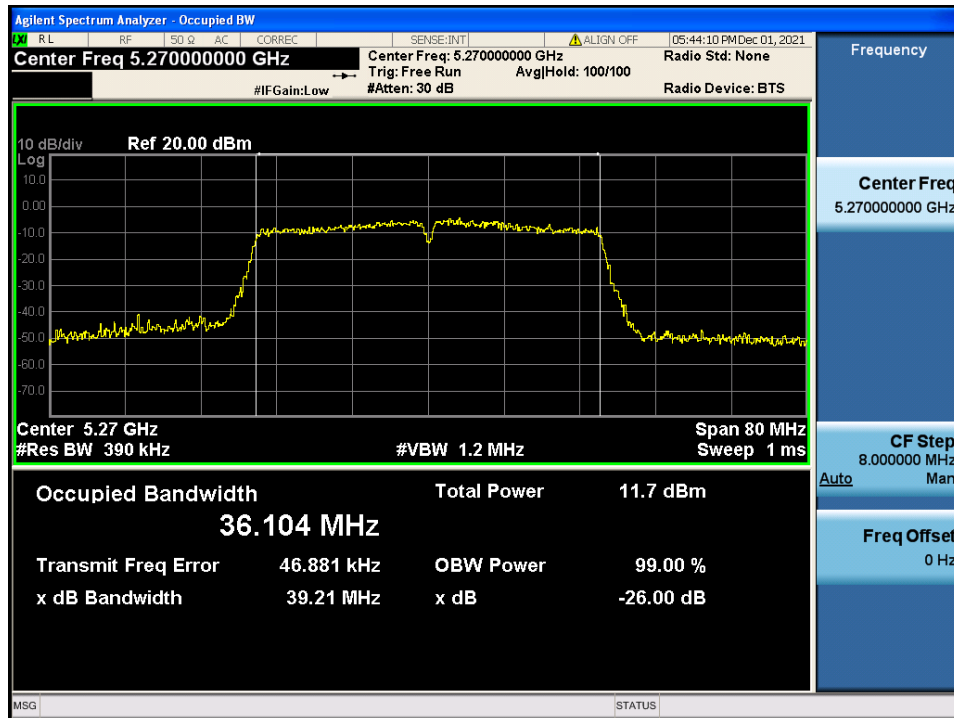 Agilent Spectrum Analyzer - Occupied BW
LXI RL RF 50 Ω AC CORREC SENSE:INT ALIGN OFF 05:44:10 PM Dec 01, 2021
Center Freq 5.270000000 GHz
Center Freq: 5.270000000 GHz
Radio Std: None
Trig: Free Run Avg|Hold: 100/100
#IFGain:Low
#Atten: 30 dB
Radio Device: BTS
10 dB/div Ref 20.00 dBm
Log
10.0
0.00
-10.0
-20.0
-30.0
-40.0
-50.0
-60.0
-70.0
Center 5.27 GHz Span 80 MHz
#Res BW 390 kHz #VBW 1.2 MHz Sweep 1 ms
Occupied Bandwidth Total Power 11.7 dBm
36.104 MHz
Transmit Freq Error 46.881 kHz OBW Power 99.00 %
x dB Bandwidth 39.21 MHz x dB -26.00 dB
Frequency
Center Freq
5.270000000 GHz
CF Step
8.000000 MHz
Auto Man
Freq Offset
0 Hz
MSG STATUS